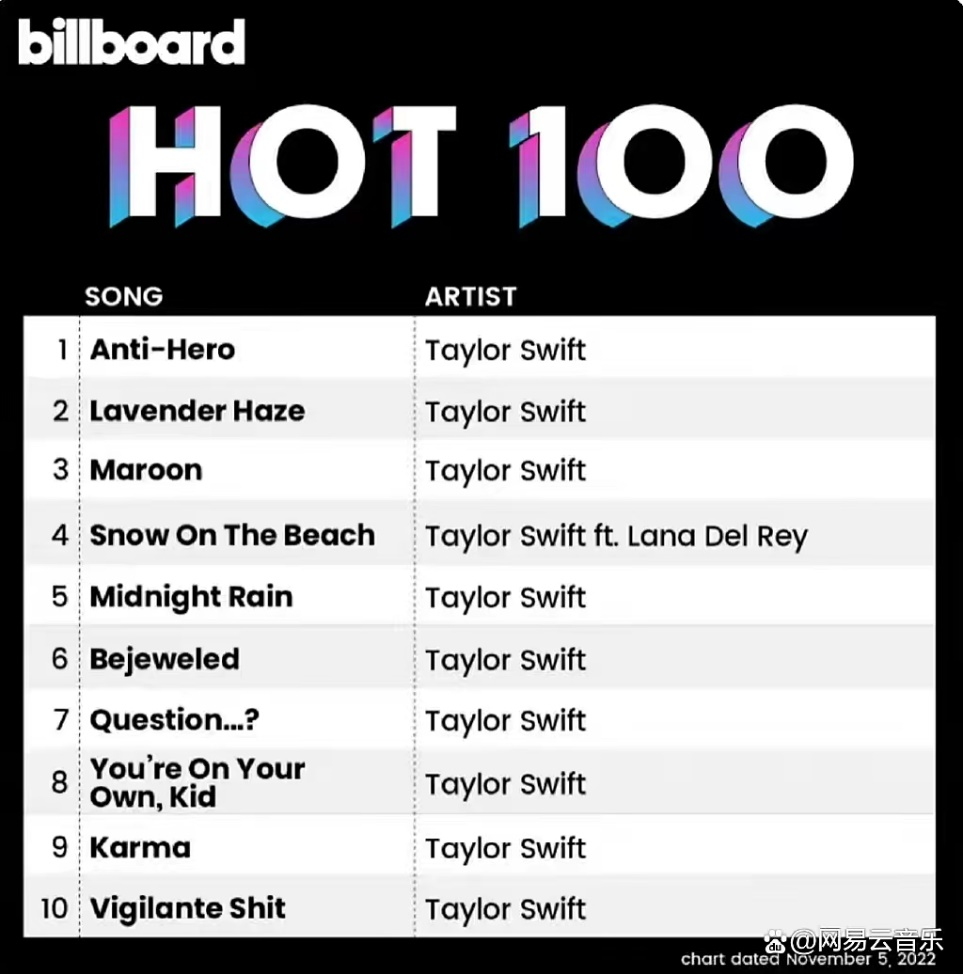 billboard
HOT 100
SONG ARTIST
1 Anti-Hero Taylor Swift
2 Lavender Haze Taylor Swift
3 Maroon Taylor Swift
4 Snow On The Beach Taylor Swift ft. Lana Del Rey
5 Midnight Rain Taylor Swift
6 Bejeweled Taylor Swift
7 Question...? Taylor Swift
8 You're On Your
Own, Kid Taylor Swift
9 Karma Taylor Swift
10 Vigilante Shit Taylor Swift
du @网易云音乐
chart dated November 5, 2022